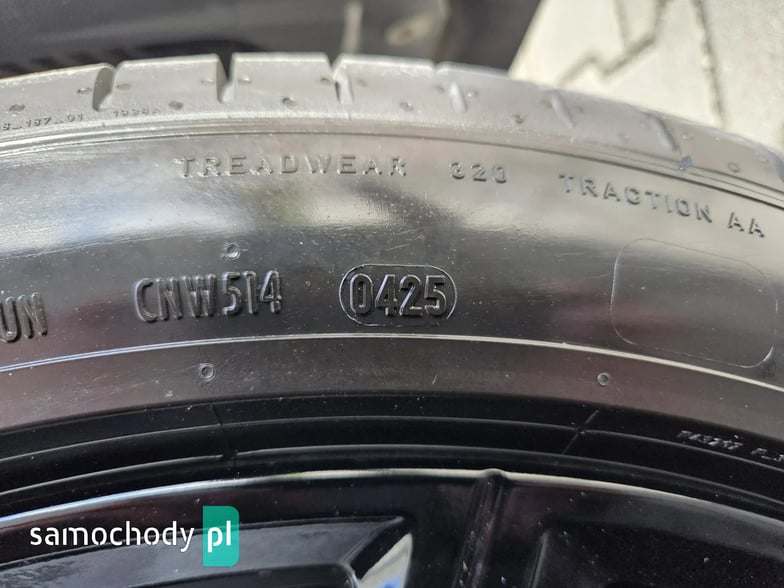 TREADWEAR 320 TRACTION AA
CNW514 0425
samochody pl